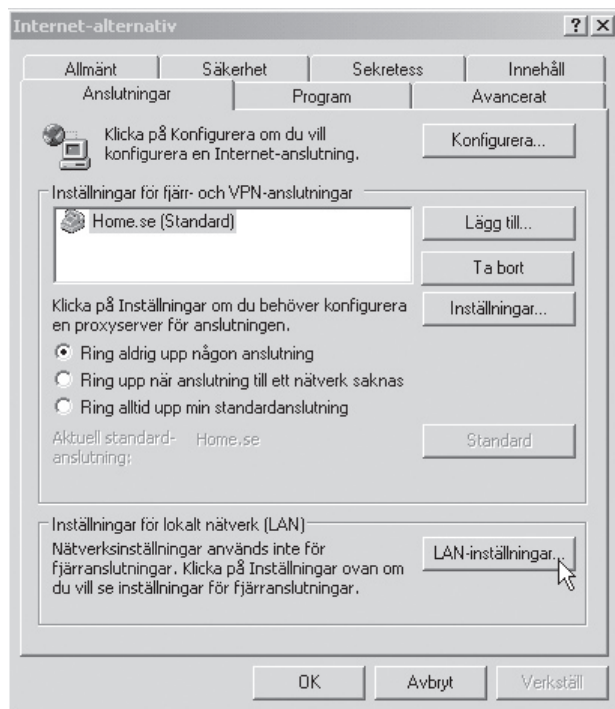 Internet-alternativ
Allmänt Säkerhet Sekretess Innehåll
Anslutningar Program Avancerat
Klicka på Konfigurera om du vill
konfigurera en Internet-anslutning.
Konfigurera...
Inställningar för fjärr- och VPN-anslutningar
Home.se (Standard)
Lägg till...
Ta bort
Klicka på Inställningar om du behöver konfigurera
en proxyserver för anslutningen.
Inställningar...
Ring aldrig upp någon anslutning
Ring upp när anslutning till ett nätverk saknas
Ring alltid upp min standardanslutning
Aktuell standard-
anslutning:
Home.se
Standard
Inställningar för lokalt nätverk (LAN)
Nätverksinställningar används inte för
fjärranslutningar. Klicka på Inställningar ovan om
du vill se inställningar för fjärranslutningar.
LAN-inställningar...
OK Avbryt Verkställ